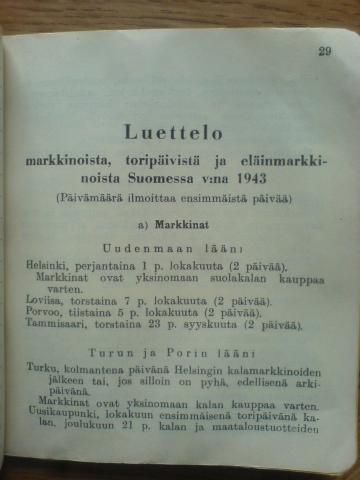 29
Luettelo
markkinoista, toripäivistä ja eläinmarkki-
noista Suomessa v:na 1943
(Päivämäärä ilmoittaa ensimmäistä päivää)
a) Markkinat
Uudenmaan lääni
Helsinki, perjantaina 1 p. lokakuuta (2 päivää).
Markkinat ovat yksinomaan suolakalan kauppaa
varten.
Loviisa, torstaina 7 p. lokakuuta (2 päivää).
Porvoo, tiistaina 5 p. lokakuuta (2 päivää).
Tammisaari, torstaina 23 p. syyskuuta (2 päivää).
Turun ja Porin lääni
Turku, kolmantena päivänä Helsingin kalamarkkinoiden
jälkeen tai, jos silloin on pyhä, edellisenä arki-
päivänä.
Markkinat ovat yksinomaan kalan kauppaa varten.
Uusikaupunki, lokakuun ensimmäisenä toripäivänä ka-
lan, joulukuun 21 p. kalan ja maataloustuotteiden